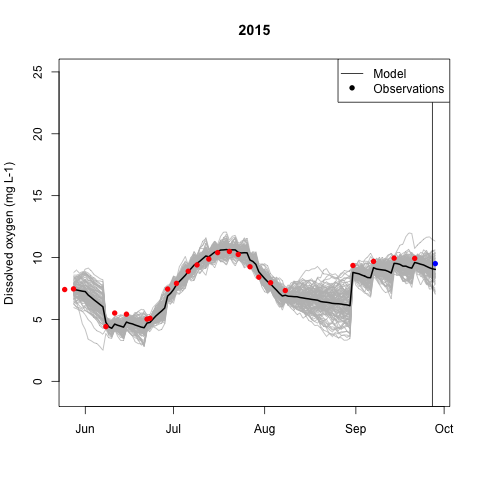 2015
Model
Observations
Dissolved oxygen (mg L-1)
25
20
15
10
5
0
Jun
Jul
Aug
Sep
Oct